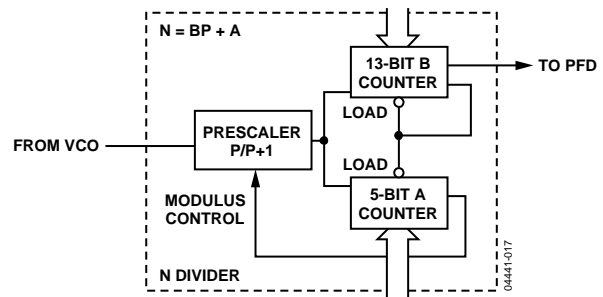 N = BP + A
13-BIT B
COUNTER
TO PFD
LOAD
PRESCALER
P/P+1
FROM VCO
LOAD
MODULUS
CONTROL
5-BIT A
COUNTER
N DIVIDER
04441-017